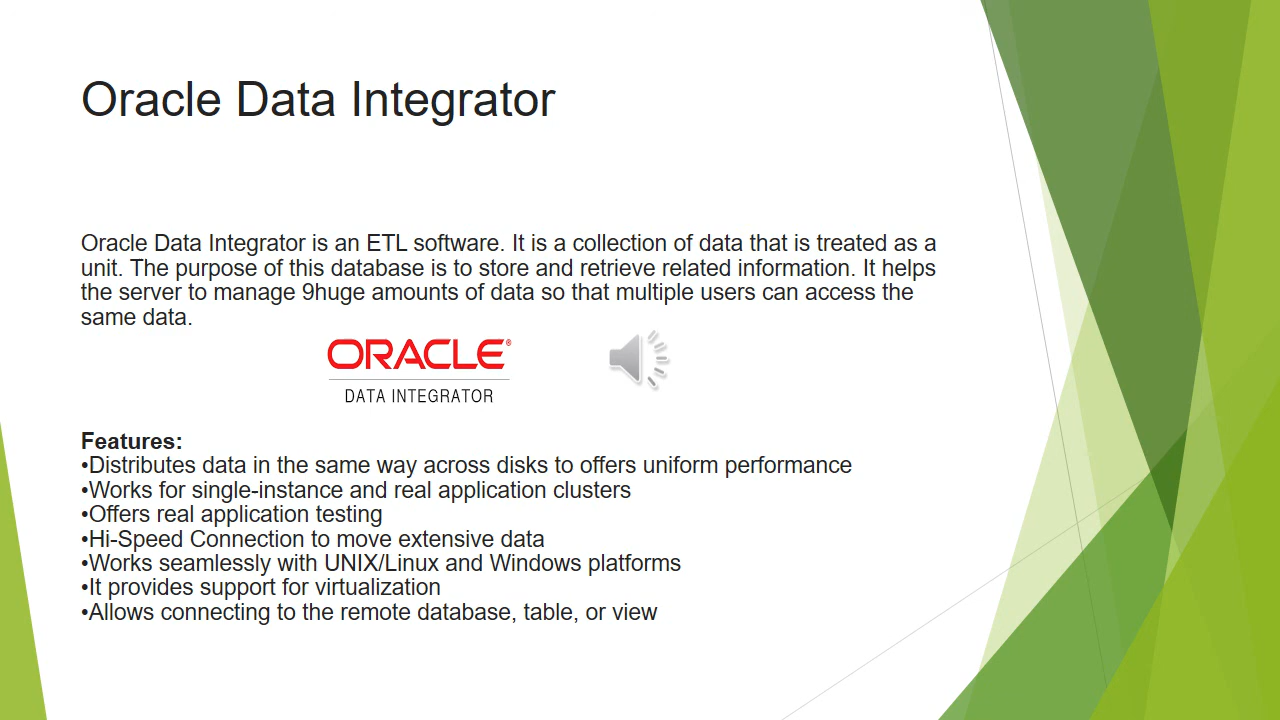 Oracle Data Integrator
Oracle Data Integrator is an ETL software. It is a collection of data that is treated as a
unit. The purpose of this database is to store and retrieve related information. It helps
the server to manage 9huge amounts of data so that multiple users can access the
same data.
ORACLE®
DATA INTEGRATOR
Features:
•Distributes data in the same way across disks to offers uniform performance
•Works for single-instance and real application clusters
•Offers real application testing
•Hi-Speed Connection to move extensive data
•Works seamlessly with UNIX/Linux and Windows platforms
•It provides support for virtualization
•Allows connecting to the remote database, table, or view